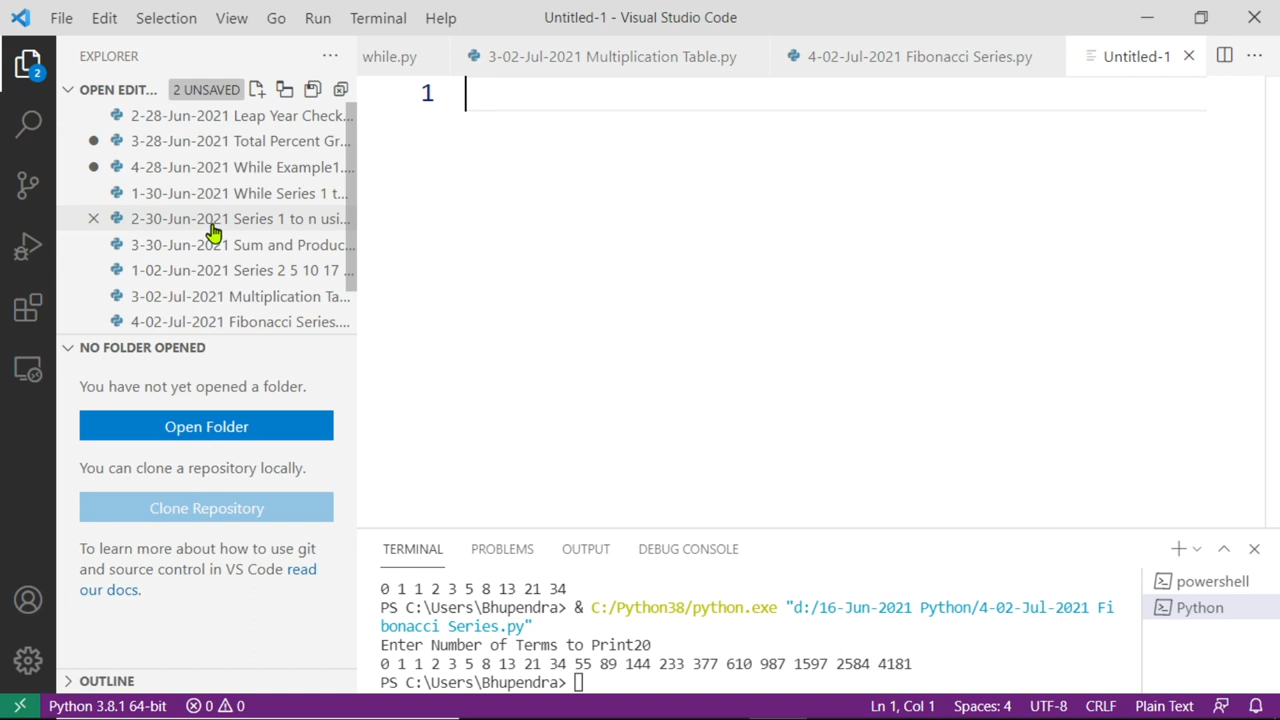 File Edit Selection View Go Run Terminal Help Untitled-1 - Visual Studio Code
EXPLORER
OPEN EDIT... 2 UNSAVED
2-28-Jun-2021 Leap Year Check...
3-28-Jun-2021 Total Percent Gr...
4-28-Jun-2021 While Example1....
1-30-Jun-2021 While Series 1 t...
2-30-Jun-2021 Series 1 to n usi...
3-30-Jun-2021 Sum and Produc...
1-02-Jun-2021 Series 2 5 10 17 ...
3-02-Jul-2021 Multiplication Ta...
4-02-Jul-2021 Fibonacci Series....
NO FOLDER OPENED
You have not yet opened a folder.
Open Folder
You can clone a repository locally.
Clone Repository
To learn more about how to use git
and source control in VS Code read
our docs.
OUTLINE
2
while.py 3-02-Jul-2021 Multiplication Table.py 4-02-Jul-2021 Fibonacci Series.py Untitled-1
1
TERMINAL PROBLEMS OUTPUT DEBUG CONSOLE
0 1 1 2 3 5 8 13 21 34
PS C:\Users\Bhupendra> & C:/Python38/python.exe "d:/16-Jun-2021 Python/4-02-Jul-2021 Fi
bonacci Series.py"
Enter Number of Terms to Print20
0 1 1 2 3 5 8 13 21 34 55 89 144 233 377 610 987 1597 2584 4181
PS C:\Users\Bhupendra>
powershell
Python
Python 3.8.1 64-bit 0 0 Ln 1, Col 1 Spaces: 4 UTF-8 CRLF Plain Text